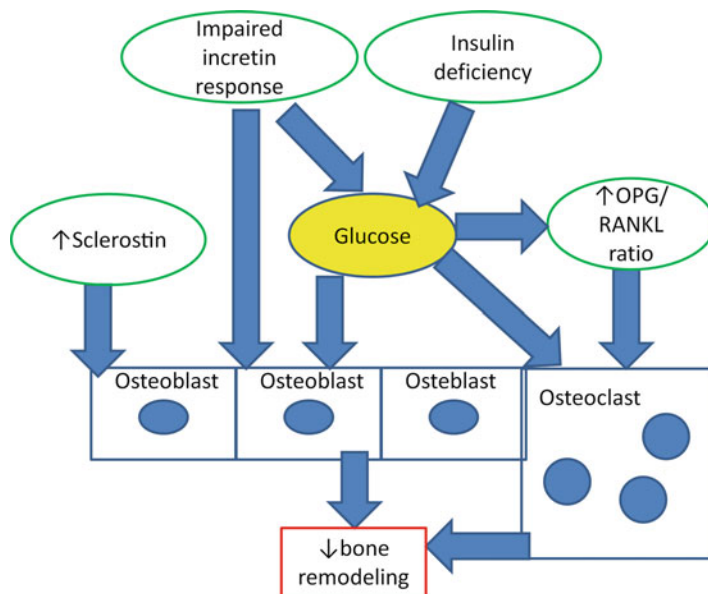 Impaired
incretin
response
Insulin
deficiency
↑Sclerostin
Glucose
↑OPG/
RANKL
ratio
Osteoblast
Osteoblast
Osteblast
Osteoclast
↓bone
remodeling